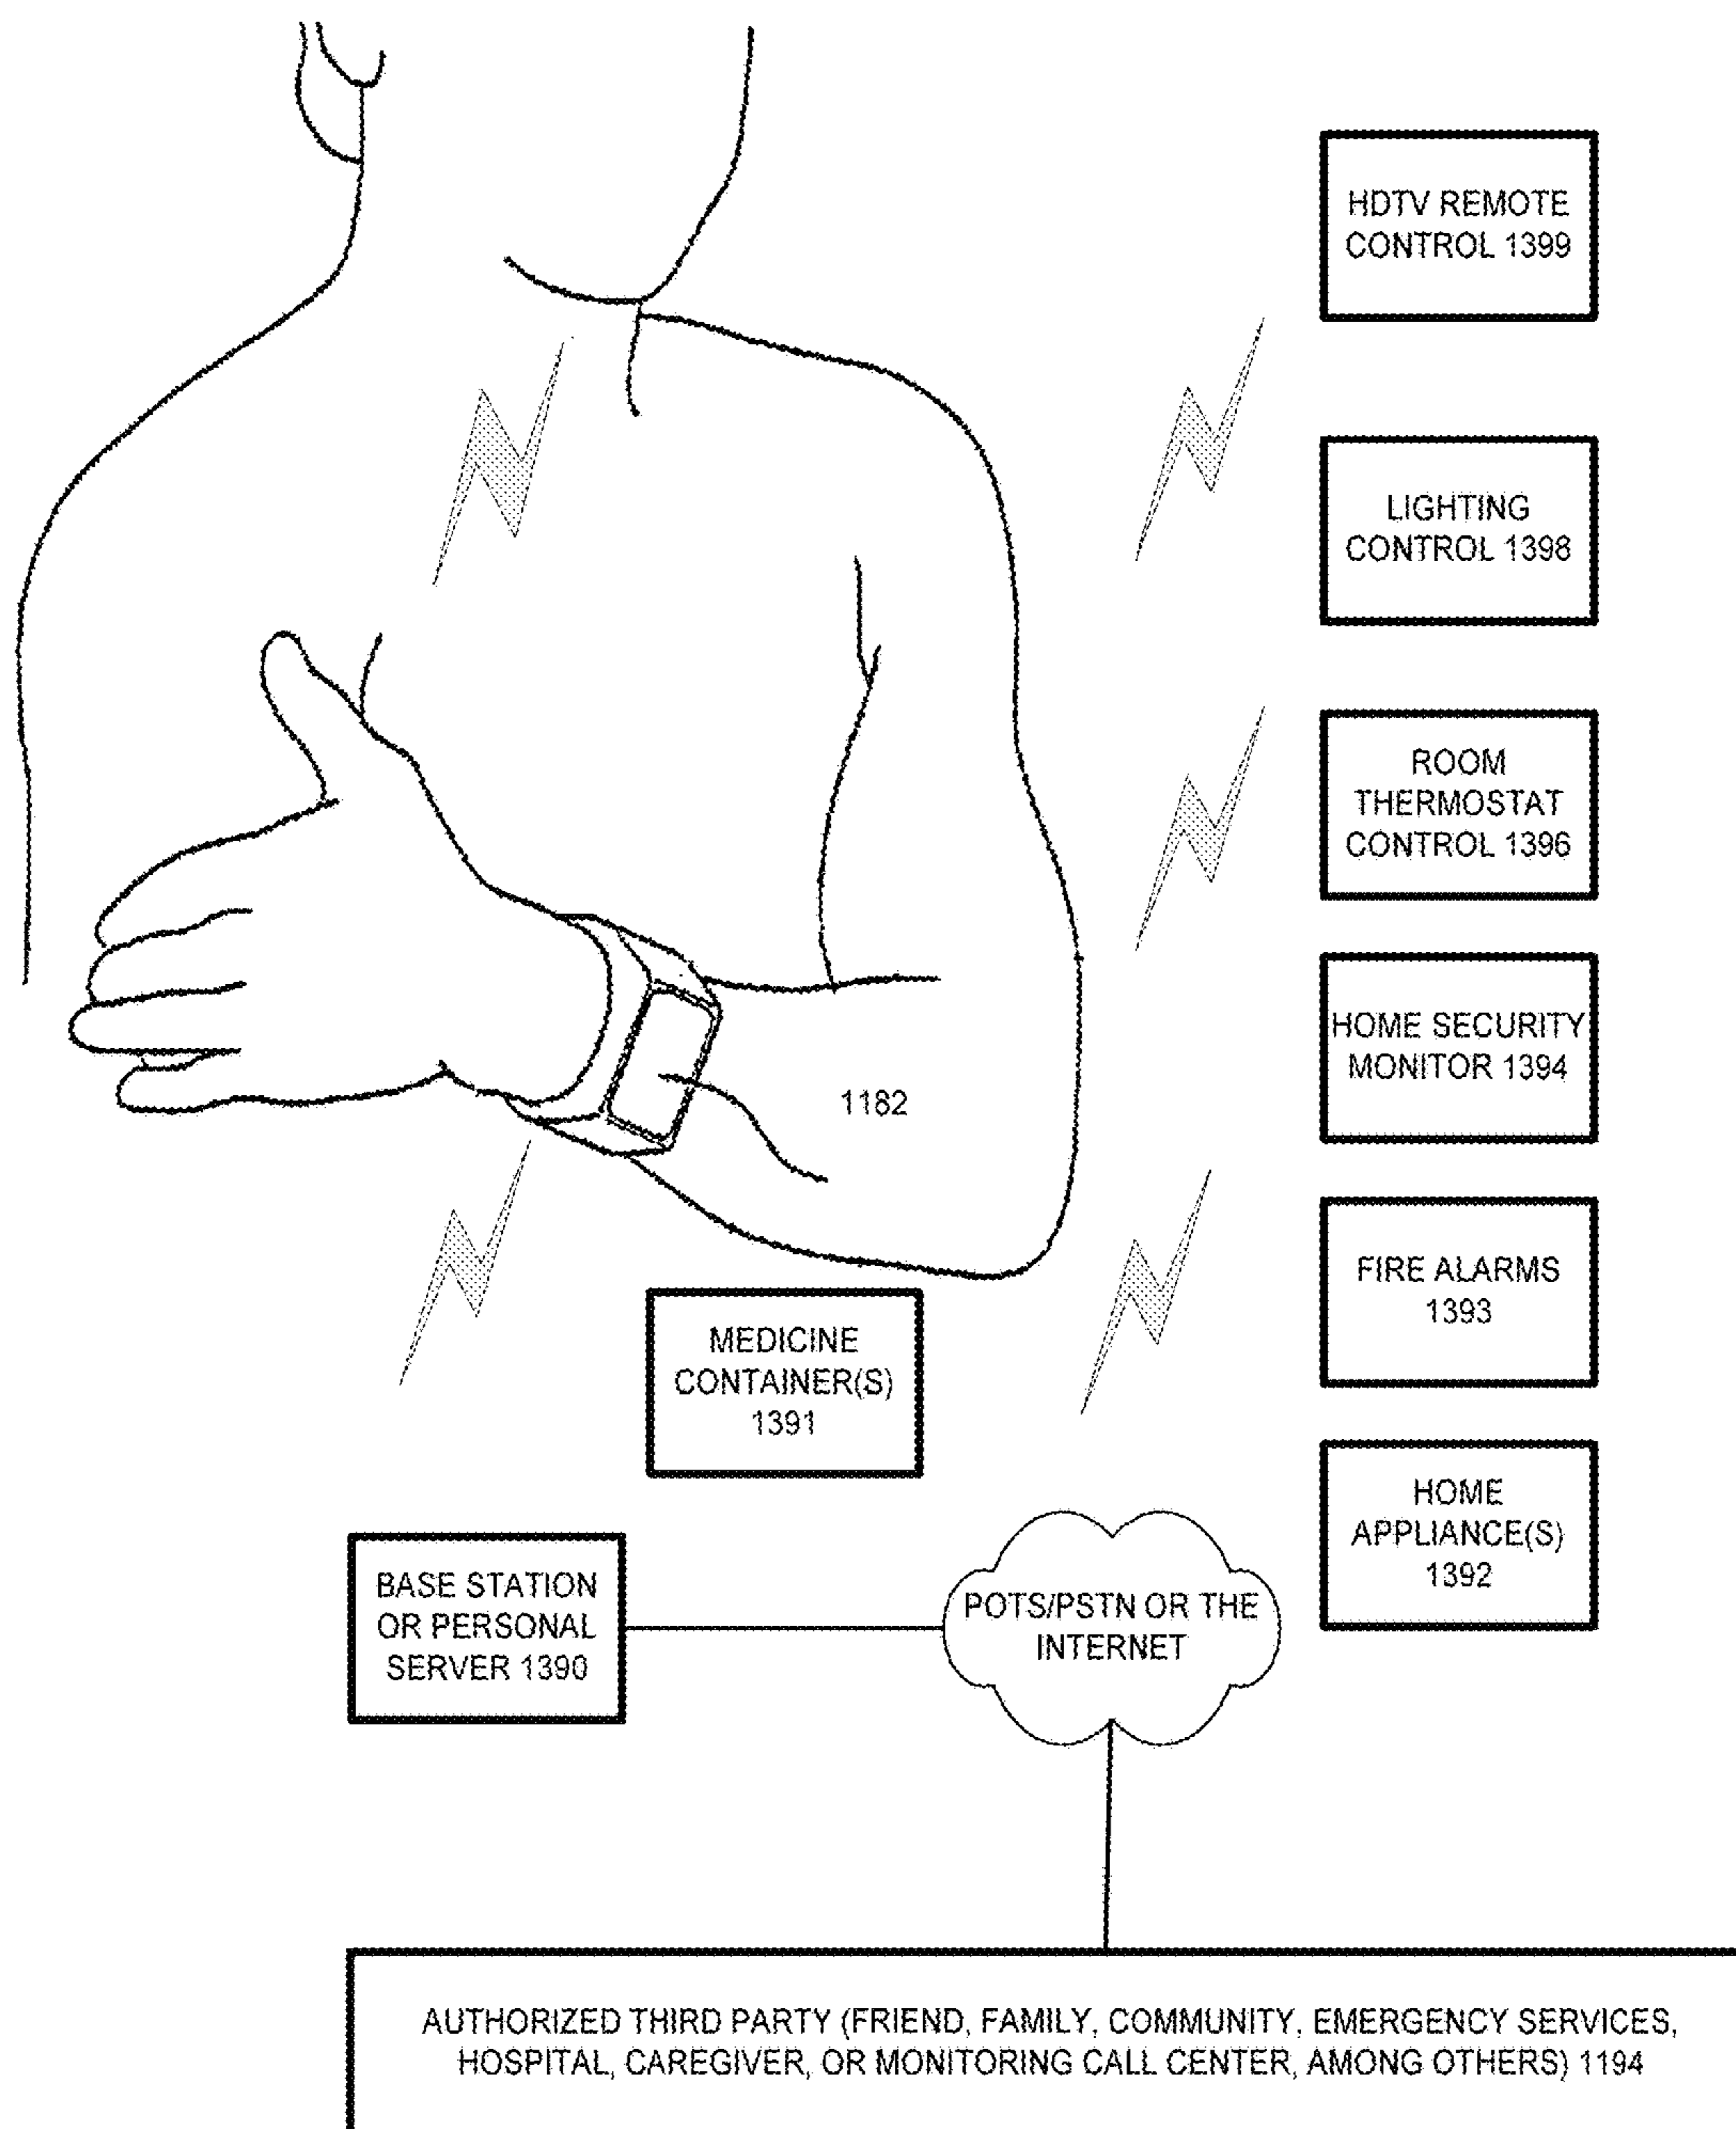 HDTV REMOTE
CONTROL 1399
LIGHTING
CONTROL 1398
ROOM
THERMOSTAT
CONTROL 1396
HOME SECURITY
MONITOR 1394
1182
FIRE ALARMS
1393
MEDICINE
CONTAINER(S)
1391
HOME
APPLIANCE(S)
1392
BASE STATION
OR PERSONAL
SERVER 1390
POTS/PSTN OR THE
INTERNET
AUTHORIZED THIRD PARTY (FRIEND, FAMILY, COMMUNITY, EMERGENCY SERVICES,
HOSPITAL, CAREGIVER, OR MONITORING CALL CENTER, AMONG OTHERS) 1194